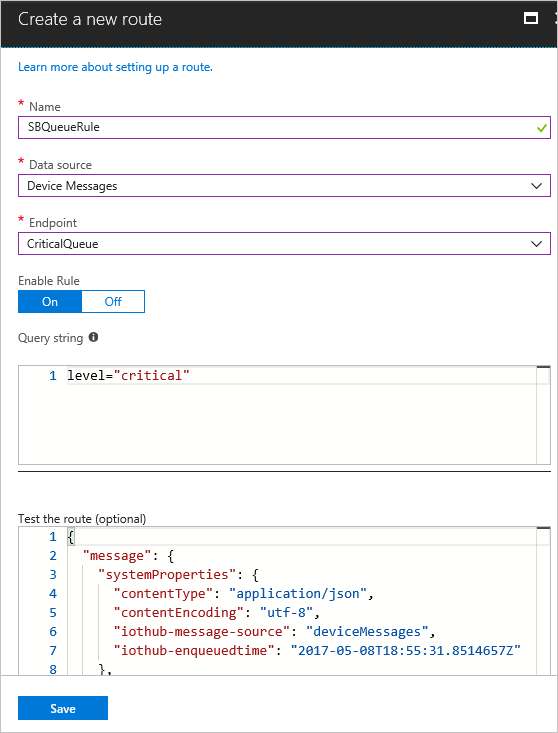 Create a new route
Learn more about setting up a route.
* Name
SBQueueRule
* Data source
Device Messages
* Endpoint
CriticalQueue
Enable Rule
On Off
Query string
1 level="critical"
Test the route (optional)
1 {
2 "message": {
3 "systemProperties": {
4 "contentType": "application/json",
5 "contentEncoding": "utf-8",
6 "iothub-message-source": "deviceMessages",
7 "iothub-enqueuedtime": "2017-05-08T18:55:31.8514657Z"
8 },
Save